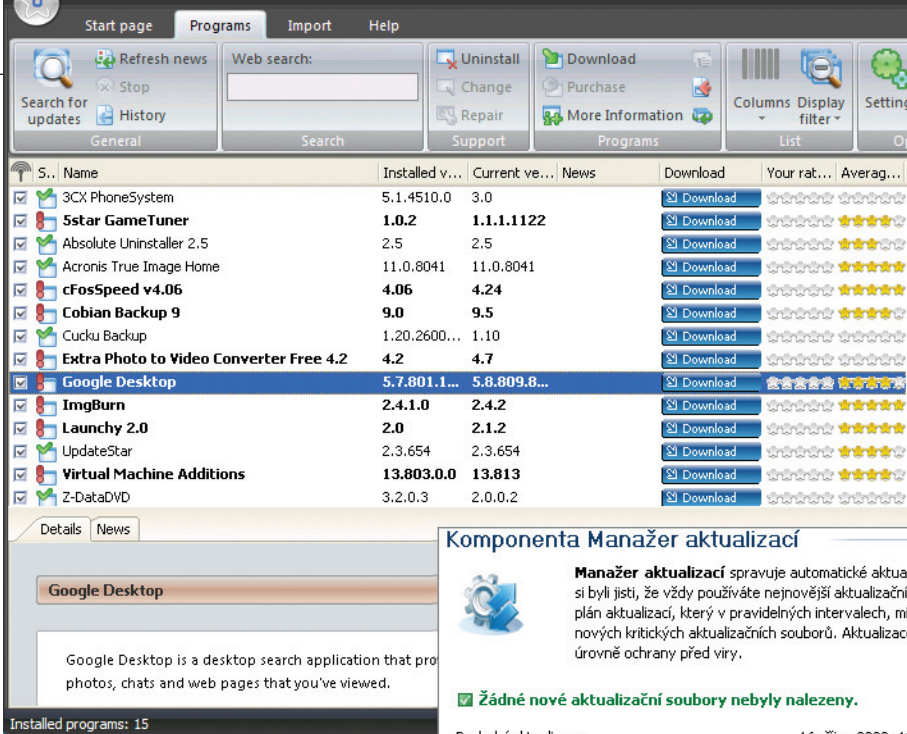 Start page Programs Import Help
Refresh news Web search: Uninstall Download
Stop Change Purchase
Search for updates History Repair More Information Columns Display filter
General Search Support Programs List
S.. Name Installed v... Current ve... News Download Your rat... Averag...
3CX PhoneSystem 5.1.4510.0 3.0 Download
5star GameTuner 1.0.2 1.1.1.1122 Download
Absolute Uninstaller 2.5 2.5 2.5 Download
Acronis True Image Home 11.0.8041 11.0.8041 Download
cFosSpeed v4.06 4.06 4.24 Download
Cobian Backup 9 9.0 9.5 Download
Cucku Backup 1.20.2600... 1.10 Download
Extra Photo to Video Converter Free 4.2 4.2 4.7 Download
Google Desktop 5.7.801.1... 5.8.809.8... Download
ImgBurn 2.4.1.0 2.4.2 Download
Launchy 2.0 2.0 2.1.2 Download
UpdateStar 2.3.654 2.3.654 Download
Virtual Machine Additions 13.803.0.0 13.813 Download
Z-DataDVD 3.2.0.3 2.0.0.2 Download
Details News
Google Desktop
Google Desktop is a desktop search application that
photos, chats and web pages that you've viewed.
Installed programs: 15
Komponenta Manažer aktualizací
Manažer aktualizací spravuje automatické
si byli jisti, že vždy používáte nejnovější aktualizační
plán aktualizací, který v pravidelných intervalech,
nových kritických aktualizačních souborů.
úrovně ochrany před viry.
Žádné nové aktualizační soubory nebyly nalezeny.